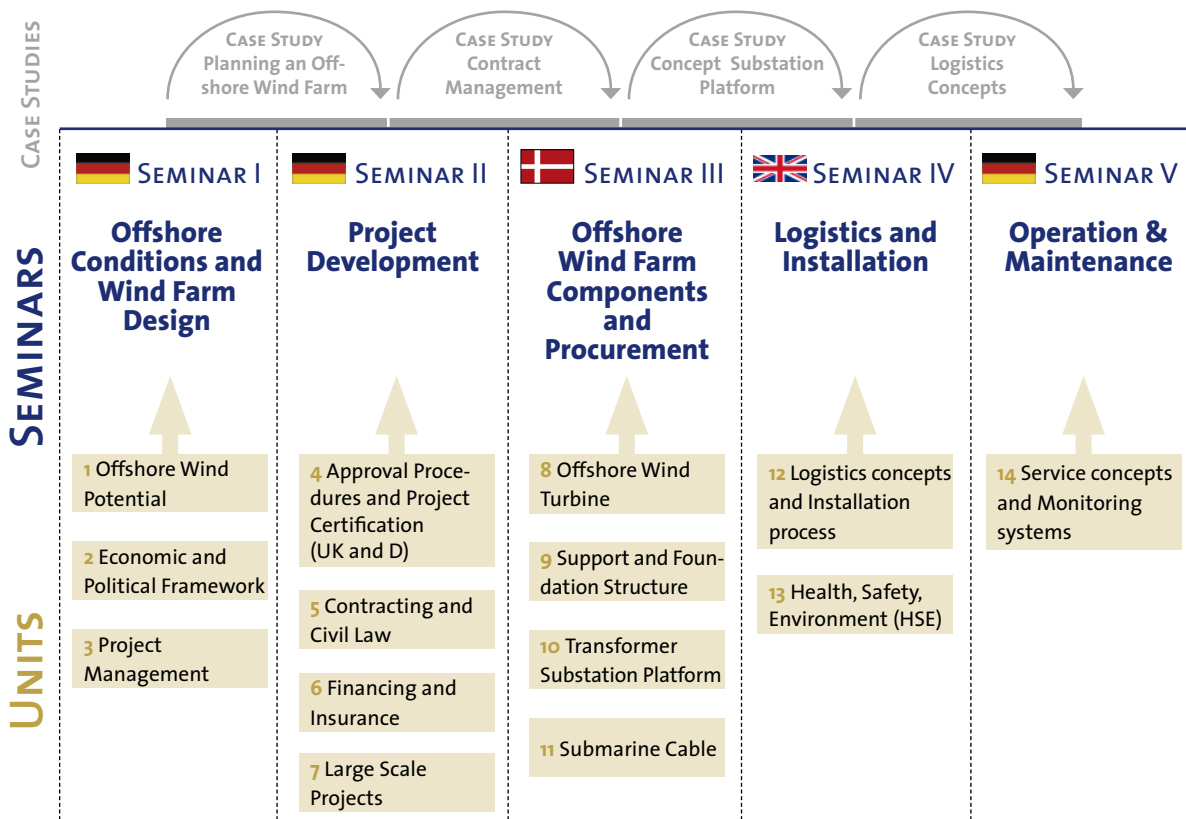 CASE STUDIES
CASE STUDY
Planning an Off-
shore Wind Farm
CASE STUDY
Contract
Management
CASE STUDY
Concept Substation
Platform
CASE STUDY
Logistics
Concepts
SEMINARS
SEMINAR I
Offshore
Conditions and
Wind Farm
Design
SEMINAR II
Project
Development
SEMINAR III
Offshore
Wind Farm
Components
and
Procurement
SEMINAR IV
Logistics and
Installation
SEMINAR V
Operation &
Maintenance
UNITS
1 Offshore Wind
Potential
2 Economic and
Political Framework
3 Project
Management
4 Approval Proce-
dures and Project
Certification
(UK and D)
5 Contracting and
Civil Law
6 Financing and
Insurance
7 Large Scale
Projects
8 Offshore Wind
Turbine
9 Support and Foun-
dation Structure
10 Transformer
Substation Platform
11 Submarine Cable
12 Logistics concepts
and Installation
process
13 Health, Safety,
Environment (HSE)
14 Service concepts
and Monitoring
systems